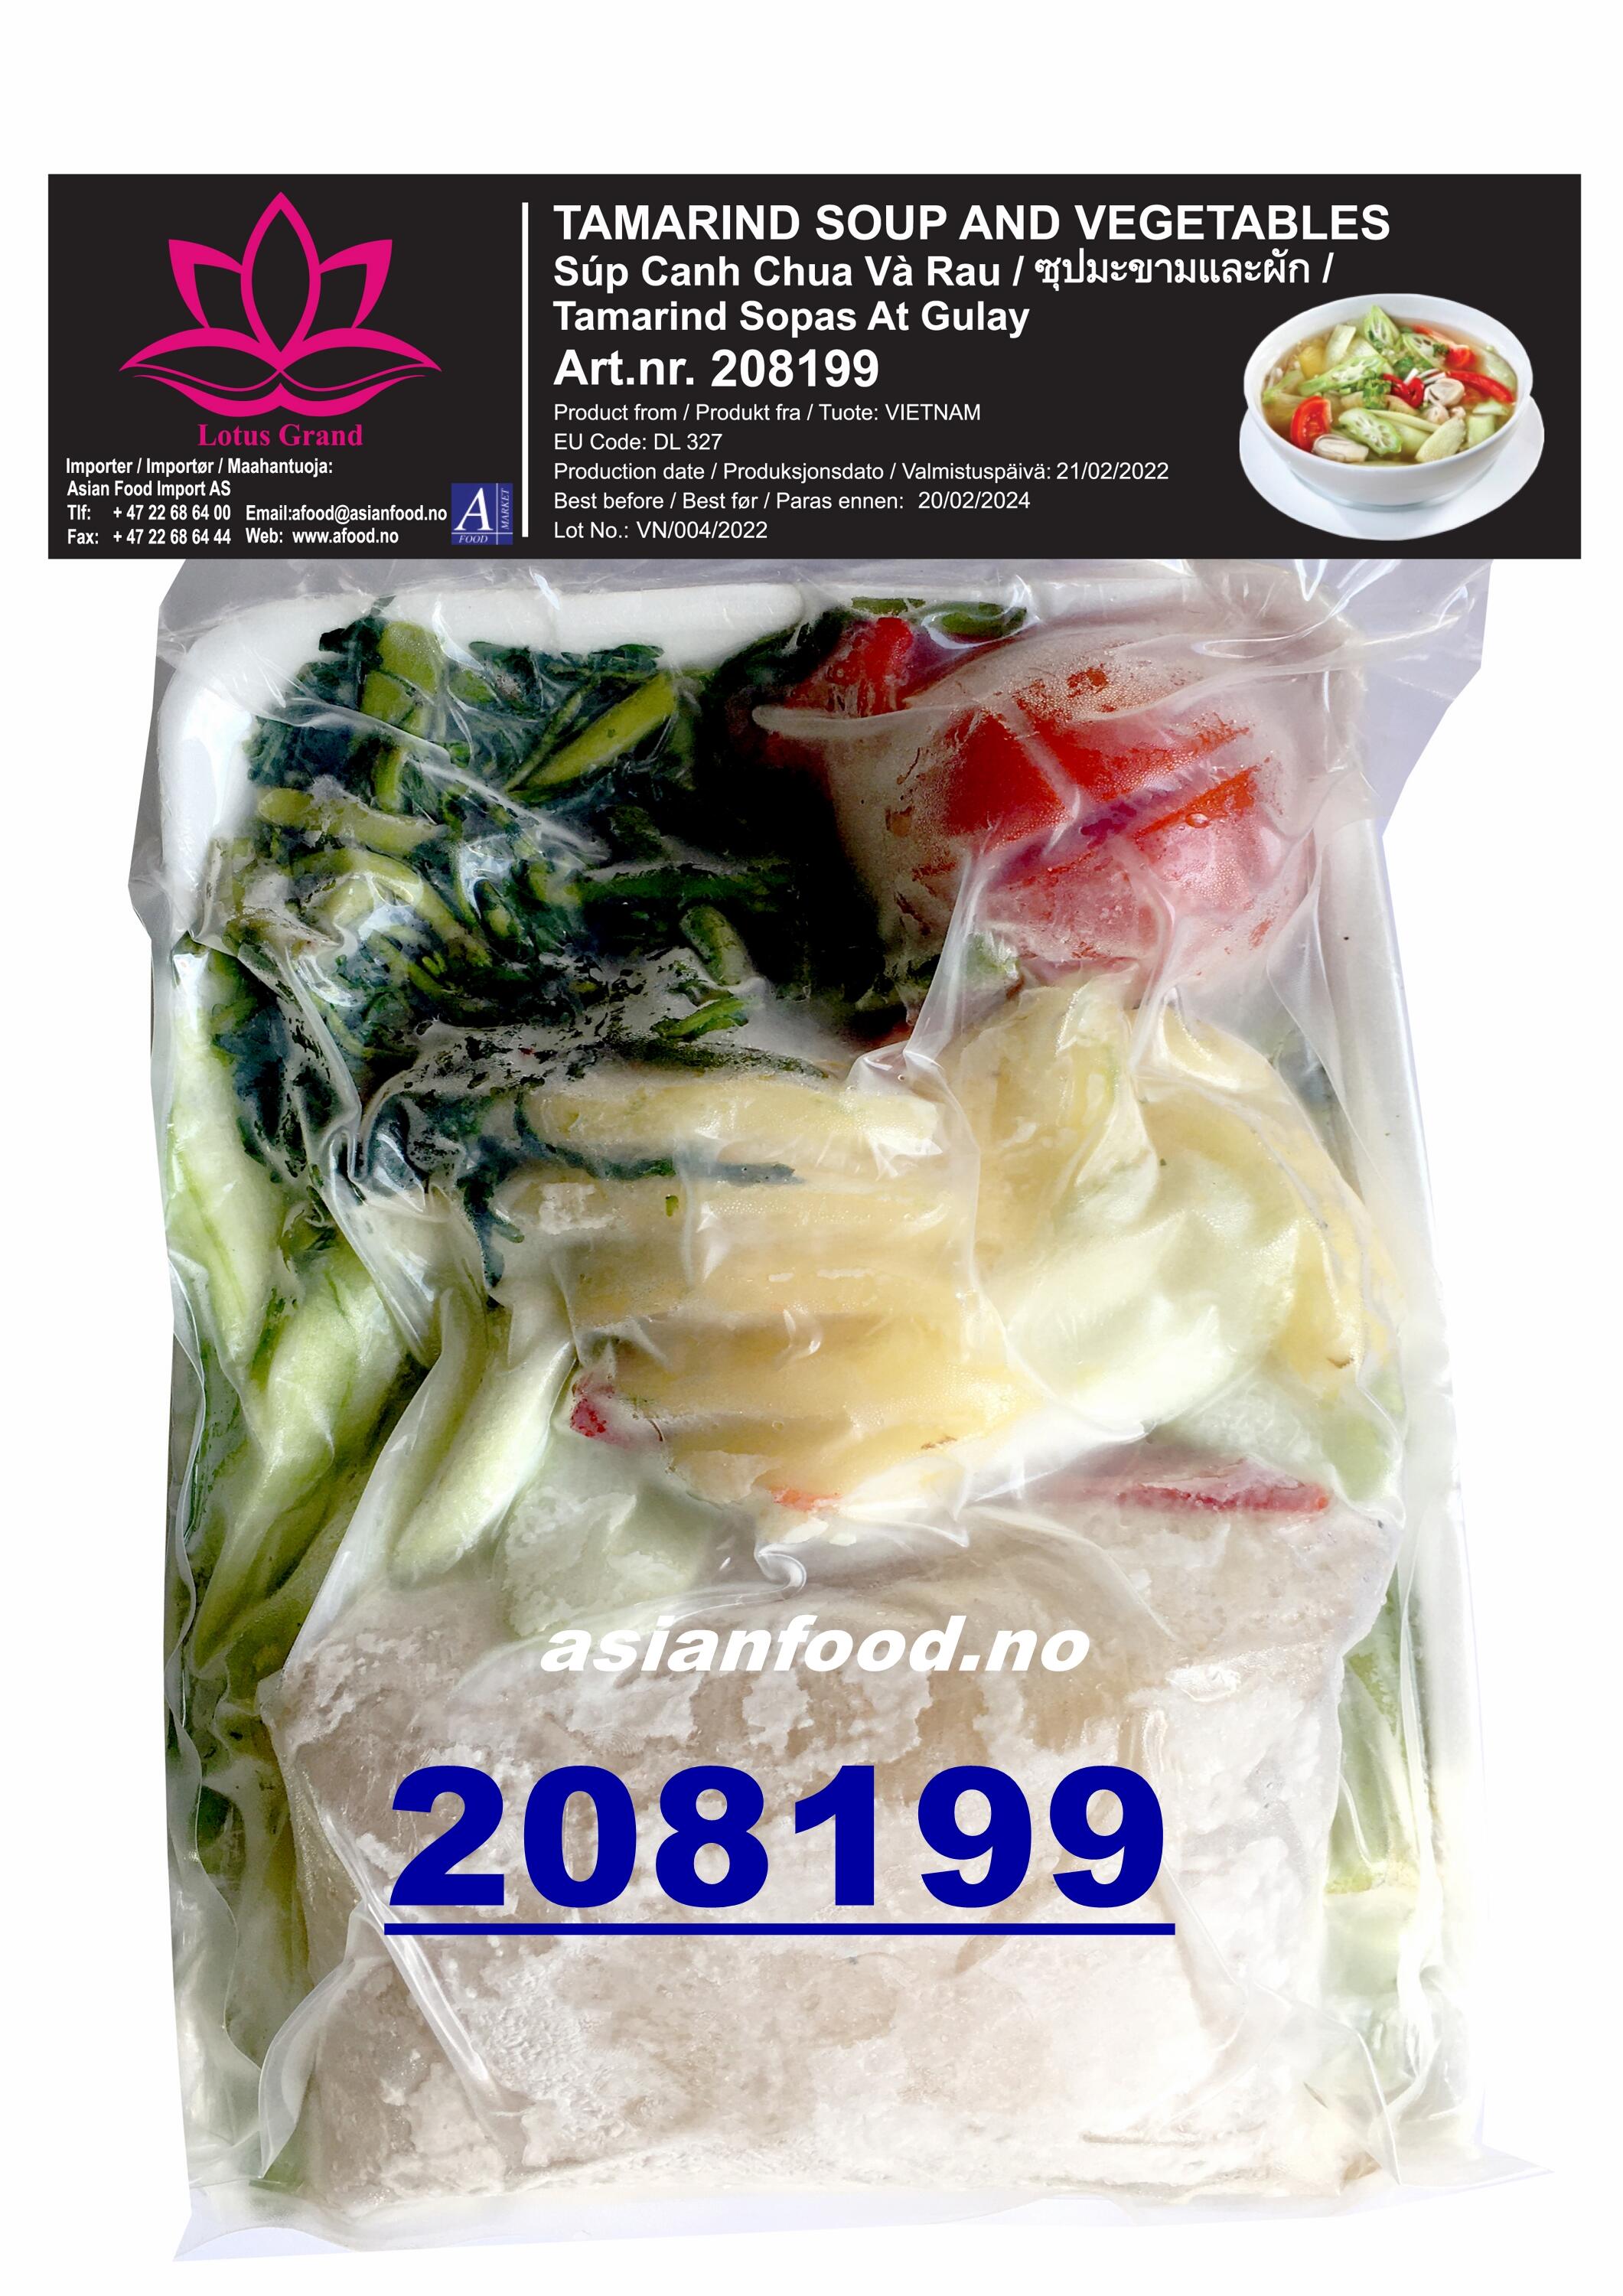 Lotus Grand
Importer / Importør / Maahantuoja:
Asian Food Import AS
Tlf: + 47 22 68 64 00 Email:afood@asianfood.no
Fax: + 47 22 68 64 44 Web: www.afood.no
A
FOOD
MARKET
TAMARIND SOUP AND VEGETABLES
Súp Canh Chua Và Rau / ซุปมะขามและผัก /
Tamarind Sopas At Gulay
Art.nr. 208199
Product from / Produkt fra / Tuote: VIETNAM
EU Code: DL 327
Production date / Produksjonsdato / Valmistuspäivä: 21/02/2022
Best before / Best før / Paras ennen: 20/02/2024
Lot No.: VN/004/2022
asianfood.no
208199